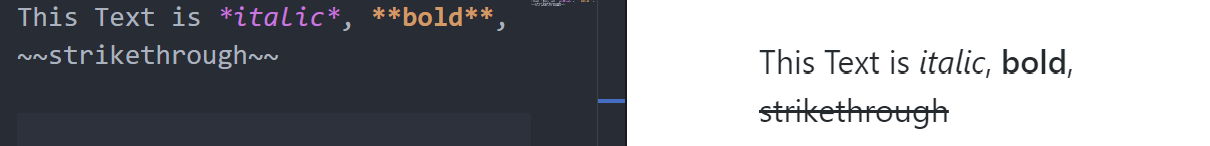 This Text is *italic*, **bold**,
~~strikethrough~~
This Text is italic, bold,
strikethrough